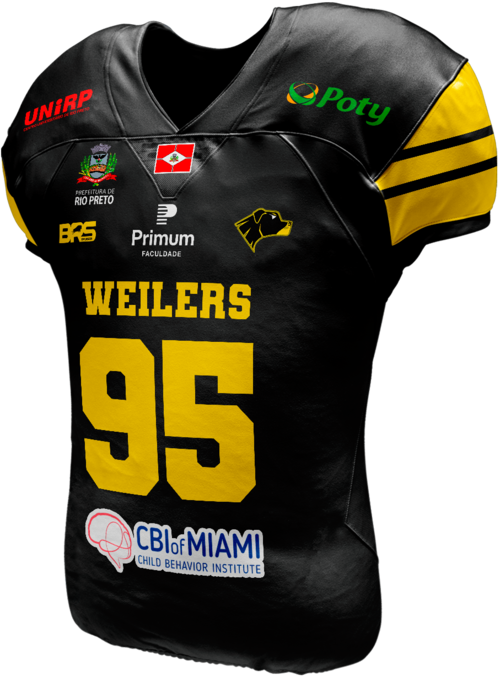 UNIRP
Poty
PREFEITURA DE
RIO PRETO
BRS
Primum
FACULDADE
WEILERS
95
CBI of MIAMI
CHILD BEHAVIOR INSTITUTE